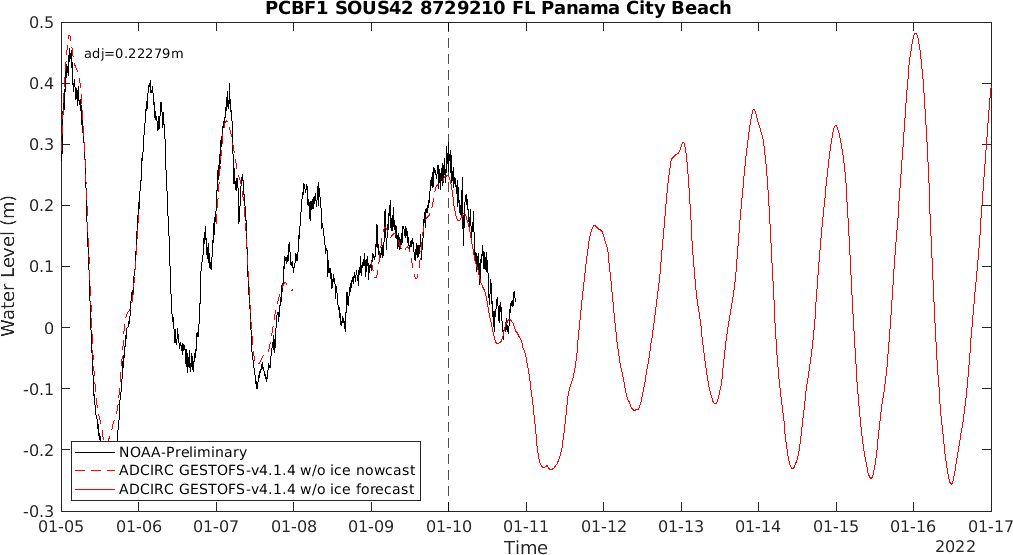 PCBF1 SOUS42 8729210 FL Panama City Beach
adj=0.22279m
0.5
0.4
0.3
0.2
0.1
0
-0.1
-0.2
-0.3
Water Level (m)
NOAA-Preliminary
ADCIRC GESTOFS-v4.1.4 w/o ice nowcast
ADCIRC GESTOFS-v4.1.4 w/o ice forecast
01-05 01-06 01-07 01-08 01-09 01-10 01-11 01-12 01-13 01-14 01-15 01-16 01-17
Time
2022